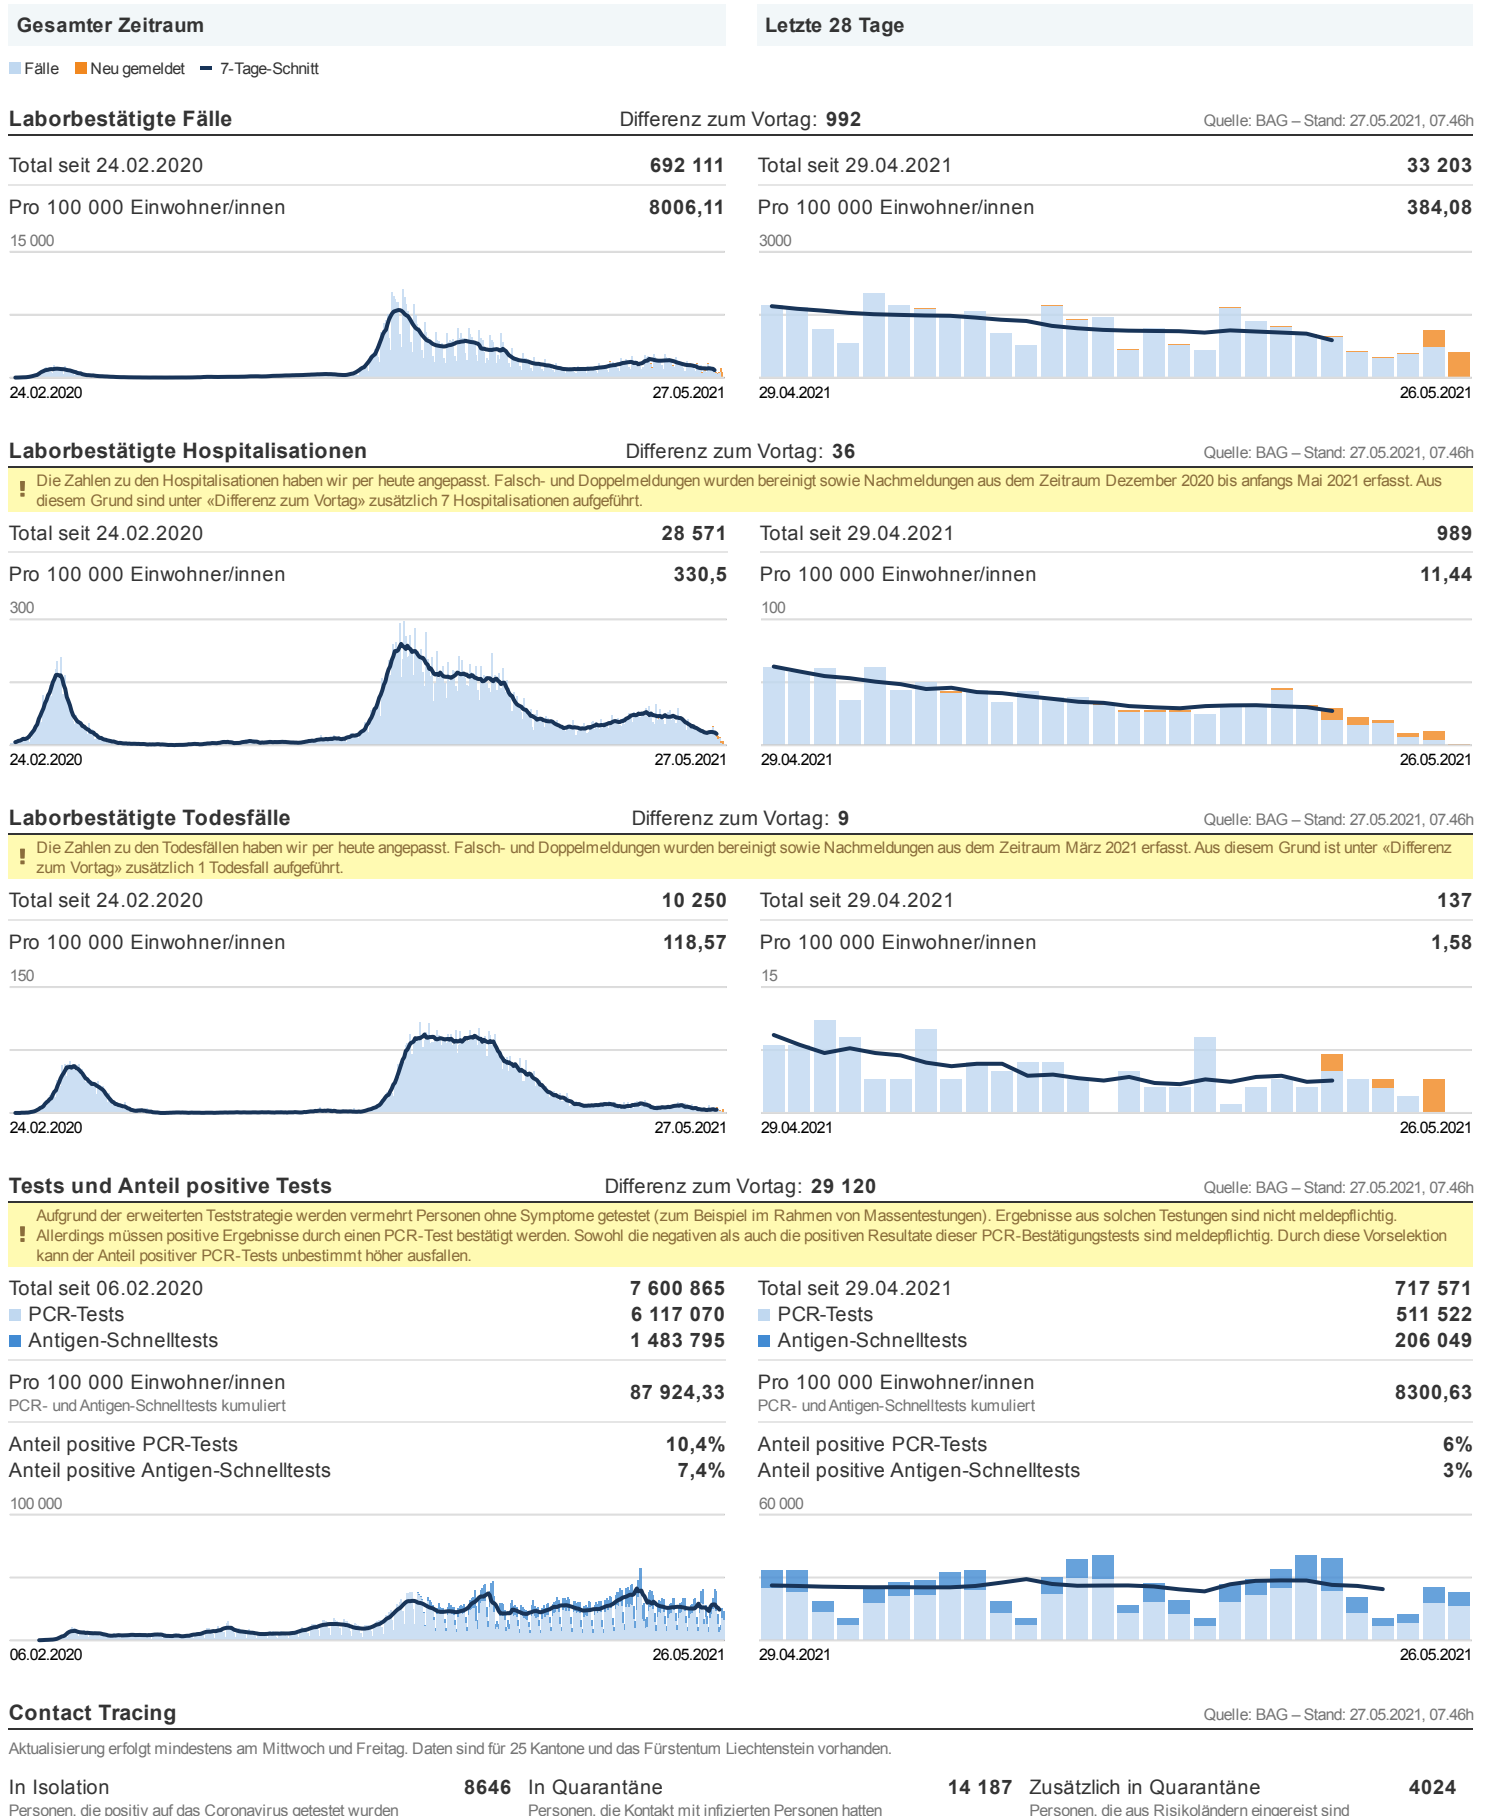 Gesamter Zeitraum
Letzte 28 Tage
Fälle Neu gemeldet 7-Tage-Schnitt
Laborbestätigte Fälle Differenz zum Vortag: 992 Quelle: BAG – Stand: 27.05.2021, 07.46h
Total seit 24.02.2020 692 111
Pro 100 000 Einwohner/innen 8006,11
15 000
24.02.2020 27.05.2021
Total seit 29.04.2021 33 203
Pro 100 000 Einwohner/innen 384,08
3000
29.04.2021 26.05.2021
Laborbestätigte Hospitalisationen Differenz zum Vortag: 36 Quelle: BAG – Stand: 27.05.2021, 07.46h
! Die Zahlen zu den Hospitalisationen haben wir per heute angepasst. Falsch- und Doppelmeldungen wurden bereinigt sowie Nachmeldungen aus dem Zeitraum Dezember 2020 bis anfangs Mai 2021 erfasst. Aus
diesem Grund sind unter «Differenz zum Vortag» zusätzlich 7 Hospitalisationen aufgeführt.
Total seit 24.02.2020 28 571
Pro 100 000 Einwohner/innen 330,5
300
24.02.2020 27.05.2021
Total seit 29.04.2021 989
Pro 100 000 Einwohner/innen 11,44
100
29.04.2021 26.05.2021
Laborbestätigte Todesfälle Differenz zum Vortag: 9 Quelle: BAG – Stand: 27.05.2021, 07.46h
! Die Zahlen zu den Todesfällen haben wir per heute angepasst. Falsch- und Doppelmeldungen wurden bereinigt sowie Nachmeldungen aus dem Zeitraum März 2021 erfasst. Aus diesem Grund ist unter «Differenz
zum Vortag» zusätzlich 1 Todesfall aufgeführt.
Total seit 24.02.2020 10 250
Pro 100 000 Einwohner/innen 118,57
150
24.02.2020 27.05.2021
Total seit 29.04.2021 137
Pro 100 000 Einwohner/innen 1,58
15
29.04.2021 26.05.2021
Tests und Anteil positive Tests Differenz zum Vortag: 29 120 Quelle: BAG – Stand: 27.05.2021, 07.46h
Aufgrund der erweiterten Teststrategie werden vermehrt Personen ohne Symptome getestet (zum Beispiel im Rahmen von Massentestungen). Ergebnisse aus solchen Testungen sind nicht meldepflichtig.
! Allerdings müssen positive Ergebnisse durch einen PCR-Test bestätigt werden. Sowohl die negativen als auch die positiven Resultate dieser PCR-Bestätigungstests sind meldepflichtig. Durch diese Vorselektion
kann der Anteil positiver PCR-Tests unbestimmt höher ausfallen.
Total seit 06.02.2020 7 600 865
PCR-Tests 6 117 070
Antigen-Schnelltests 1 483 795
Pro 100 000 Einwohner/innen 87 924,33
PCR- und Antigen-Schnelltests kumuliert
Anteil positive PCR-Tests 10,4%
Anteil positive Antigen-Schnelltests 7,4%
100 000
06.02.2020 26.05.2021
Total seit 29.04.2021 717 571
PCR-Tests 511 522
Antigen-Schnelltests 206 049
Pro 100 000 Einwohner/innen 8300,63
PCR- und Antigen-Schnelltests kumuliert
Anteil positive PCR-Tests 6%
Anteil positive Antigen-Schnelltests 3%
60 000
29.04.2021 26.05.2021
Contact Tracing Quelle: BAG – Stand: 27.05.2021, 07.46h
Aktualisierung erfolgt mindestens am Mittwoch und Freitag. Daten sind für 25 Kantone und das Fürstentum Liechtenstein vorhanden.
In Isolation 8646
Personen, die positiv auf das Coronavirus getestet wurden
In Quarantäne 14 187
Personen, die Kontakt mit infizierten Personen hatten
Zusätzlich in Quarantäne 4024
Personen, die aus Risikoländern eingereist sind